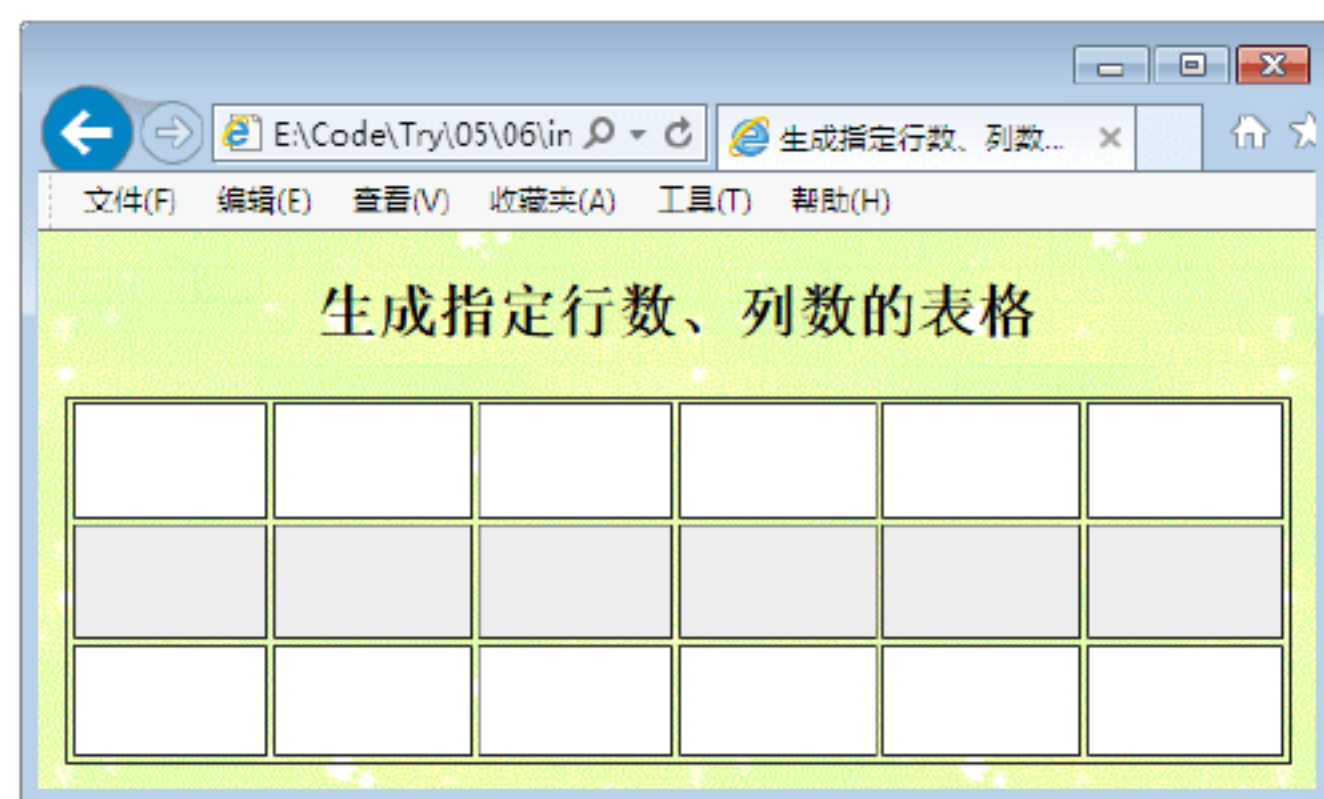 E:\Code\Try\05\06\in
生成指定行数、列数...
文件(F) 编辑(E) 查看(V) 收藏夹(A) 工具(T) 帮助(H)
生成指定行数、列数的表格